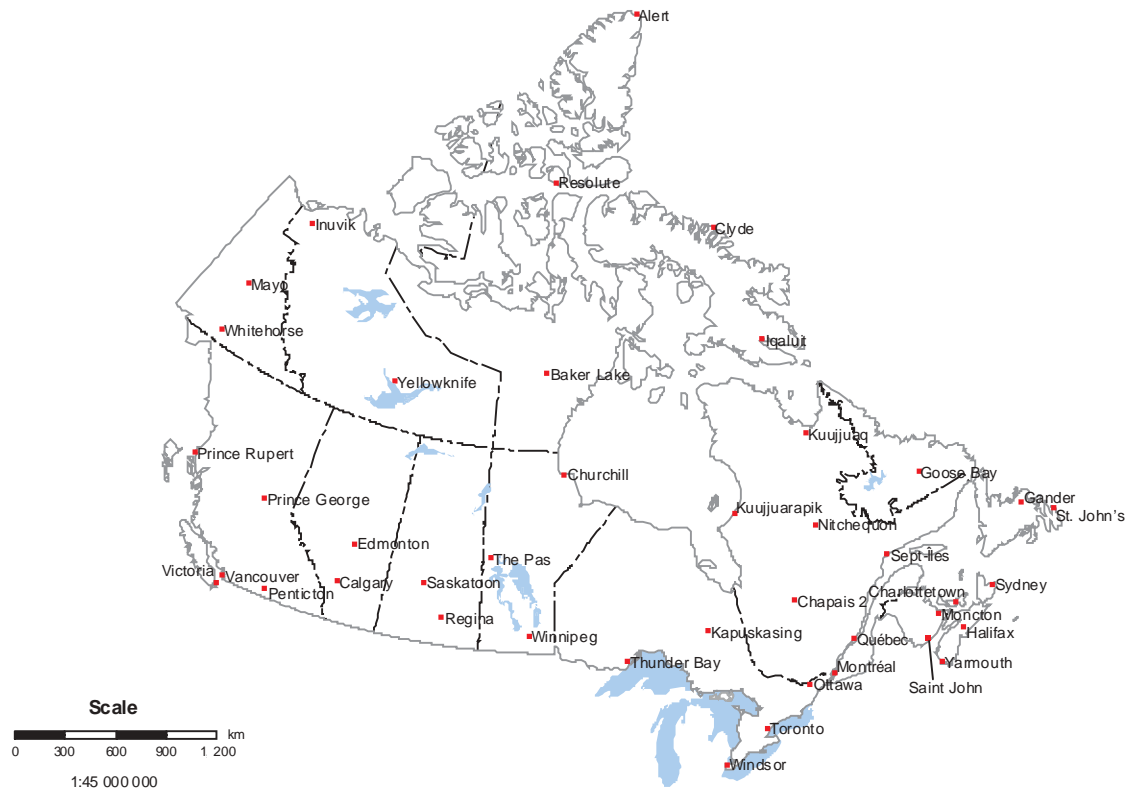 Alert
Resolute
Inuvik
Clyde
Mayo
Whitehorse
Iqaluit
Yellowknife
Baker Lake
Kuujjuaq
Prince Rupert
Churchill
Goose Bay
Prince George
Kuujjuarapik
Gander
St. John's
Nitchequon
Edmonton
The Pas
Sept-Îles
Victoria
Vancouver
Calgary
Saskatoon
Sydney
Penticton
Charlottetown
Chapais 2
Moncton
Regina
Halifax
Winnipeg
Kapuskasing
Québec
Thunder Bay
Yarmouth
Montréal
Ottawa
Saint John
Scale
Toronto
km
0 300 600 900 1 200
Windsor
1:45 000 000